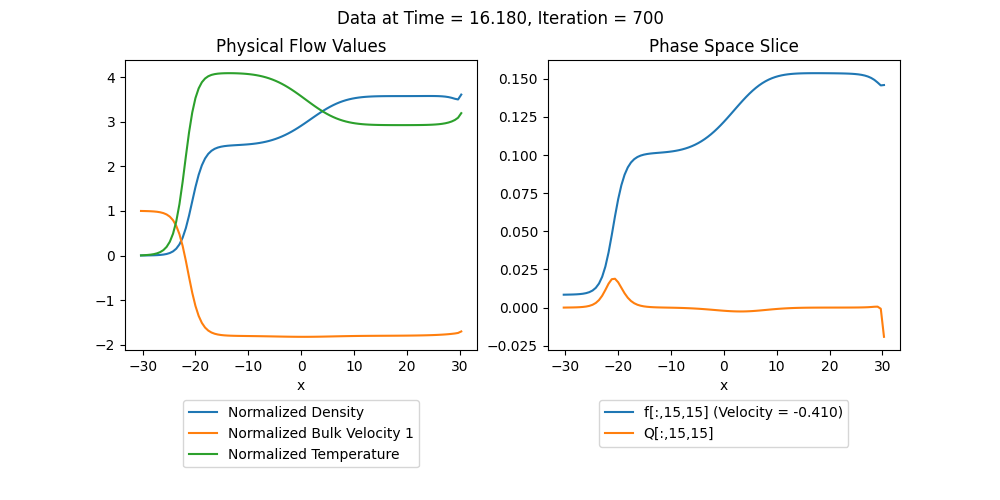 Data at Time = 16.180, Iteration = 700
Physical Flow Values
4
3
2
1
0
−1
−2
−30
−20
−10
0
10
20
30
x
Normalized Density
Normalized Bulk Velocity 1
Normalized Temperature
Phase Space Slice
0.150
0.125
0.100
0.075
0.050
0.025
0.000
−0.025
−30
−20
−10
0
10
20
30
x
f[:,15,15] (Velocity = -0.410)
Q[:,15,15]